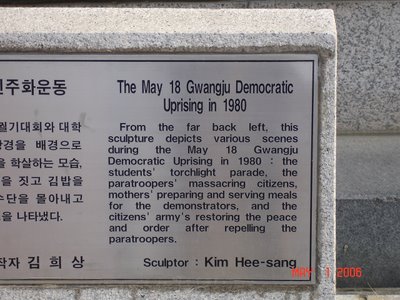 민주화운동
The May 18 Gwangju Democratic
Uprising in 1980
궐기대회와 대학
광경을 배경으로
을 학살하는 모습,
을 짓고 김밥을
수단을 몰아내고
을 나타냈다.
작자 김 희 상
From the far back left, this
sculpture depicts various scenes
during the May 18 Gwangju
Democratic Uprising in 1980 : the
students' torchlight parade, the
paratroopers' massacring citizens,
mothers' preparing and serving meals
for the demonstrators, and the
citizens' army's restoring the peace
and order after repelling the
paratroopers.
Sculptor : Kim Hee-sang
MAY 1 2006